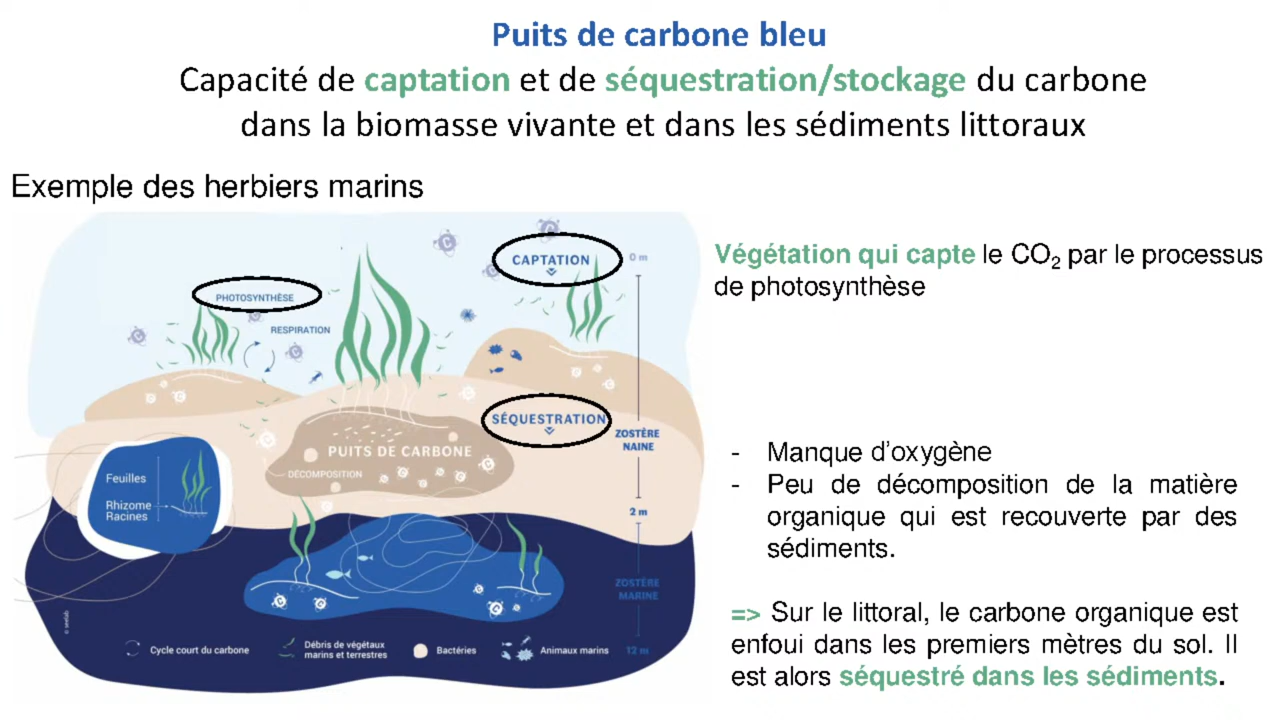 Puits de carbone bleu
Capacité de captation et de séquestration/stockage du carbone
dans la biomasse vivante et dans les sédiments littoraux
Exemple des herbiers marins
CAPTATION
0 m
PHOTOSYNTHÈSE
RESPIRATION
SÉQUESTRATION
ZOSTÈRE
NAINE
PUITS DE CARBONE
DÉCOMPOSITION
Feuilles
Rhizome
Racines
2 m
ZOSTÈRE
MARINE
Cycle court du carbone
Débris de végétaux
marins et terrestres
Bactéries
Animaux marins
12 m
Végétation qui capte le CO₂ par le processus
de photosynthèse
- Manque d'oxygène
- Peu de décomposition de la matière
organique qui est recouverte par des
sédiments.
=> Sur le littoral, le carbone organique est
enfoui dans les premiers mètres du sol. Il
est alors séquestré dans les sédiments.